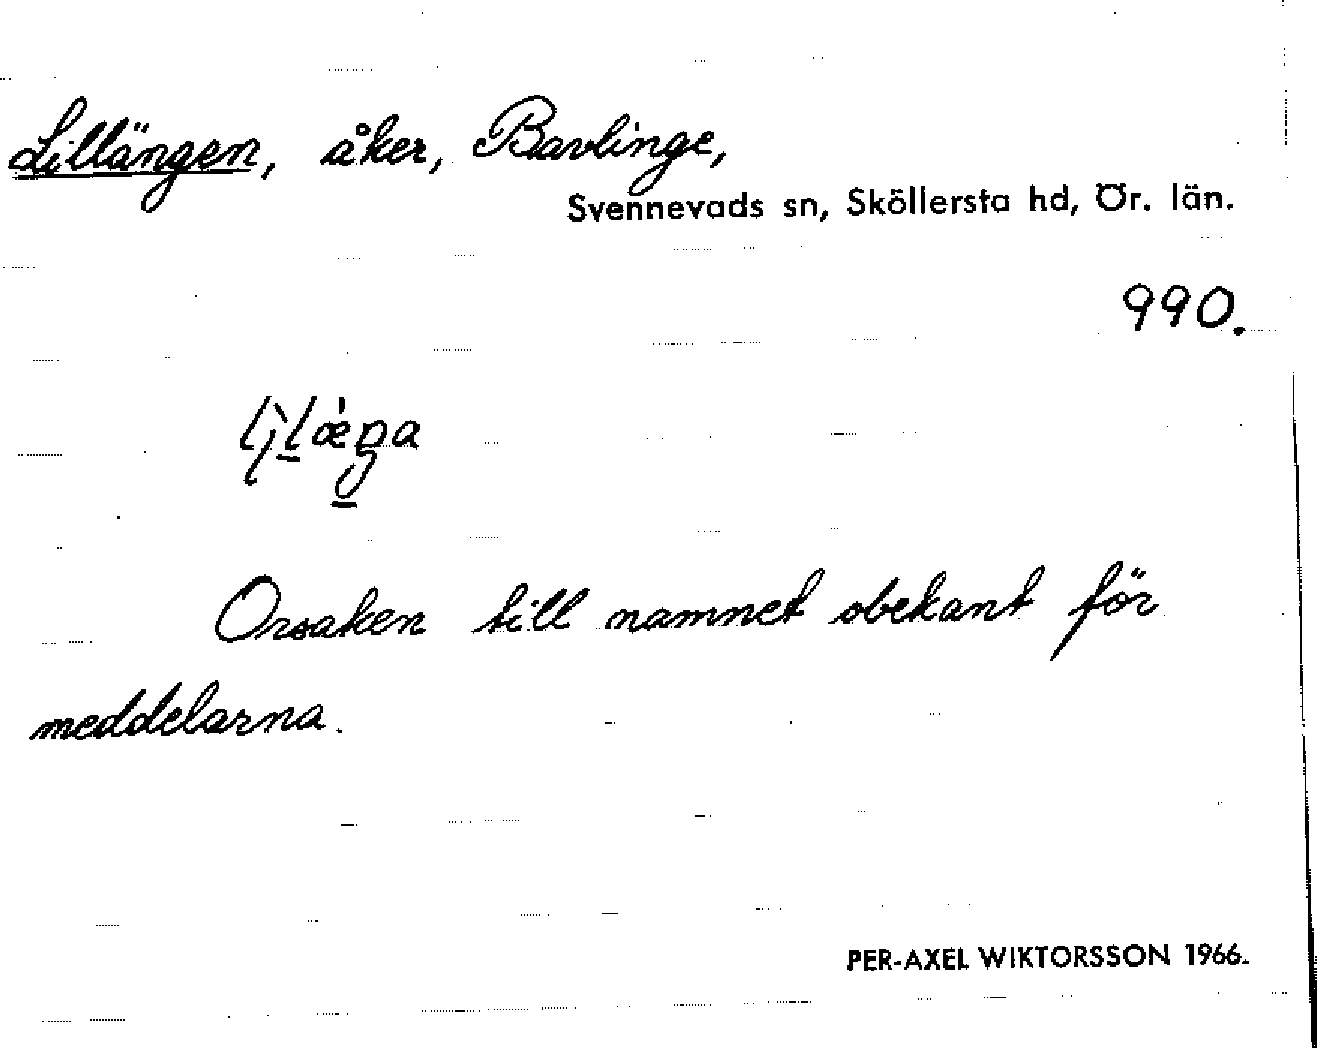 Lillängen, åker, Bavlinge,
Svennevads sn, Sköllersta hd, Ör. län.
990.
Orsaken till namnet obekant för
meddelarna.
PER-AXEL WIKTORSSON 1966.